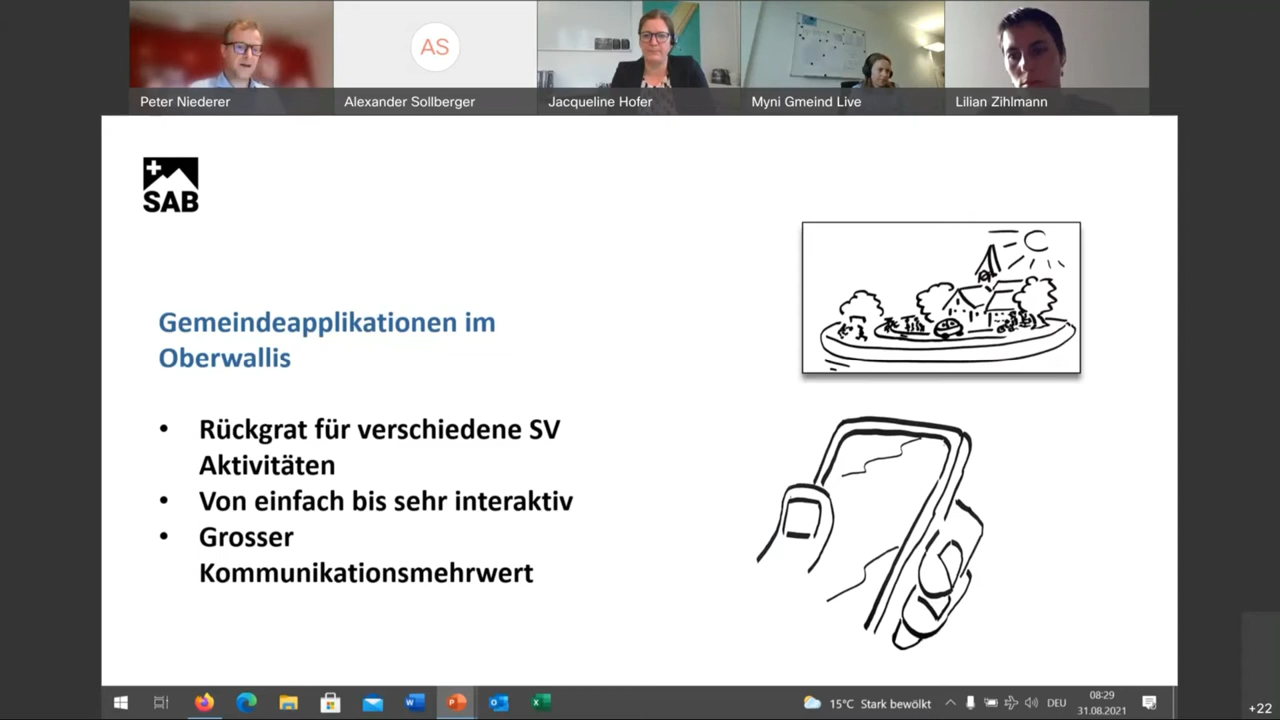 AS
Peter Niederer
Alexander Sollberger
Jacqueline Hofer
Myni Gmeind Live
Lilian Zihlmann
SAB
Gemeindeapplikationen im
Oberwallis
• Rückgrat für verschiedene SV
Aktivitäten
• Von einfach bis sehr interaktiv
• Grosser
Kommunikationsmehrwert
15°C Stark bewölkt
DEU
08:29
31.08.2021
+22